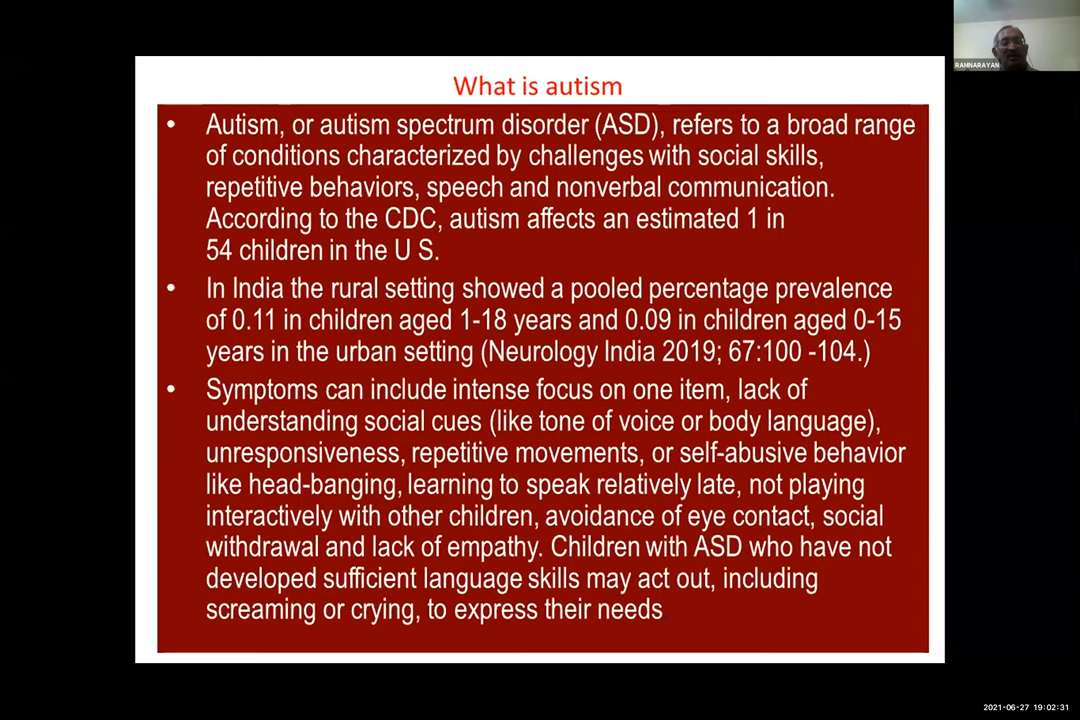 What is autism
• Autism, or autism spectrum disorder (ASD), refers to a broad range
of conditions characterized by challenges with social skills,
repetitive behaviors, speech and nonverbal communication.
According to the CDC, autism affects an estimated 1 in
54 children in the U S.
• In India the rural setting showed a pooled percentage prevalence
of 0.11 in children aged 1-18 years and 0.09 in children aged 0-15
years in the urban setting (Neurology India 2019; 67:100 -104.)
• Symptoms can include intense focus on one item, lack of
understanding social cues (like tone of voice or body language),
unresponsiveness, repetitive movements, or self-abusive behavior
like head-banging, learning to speak relatively late, not playing
interactively with other children, avoidance of eye contact, social
withdrawal and lack of empathy. Children with ASD who have not
developed sufficient language skills may act out, including
screaming or crying, to express their needs
RAMNARAYAN
2021-06-27 19:02:31